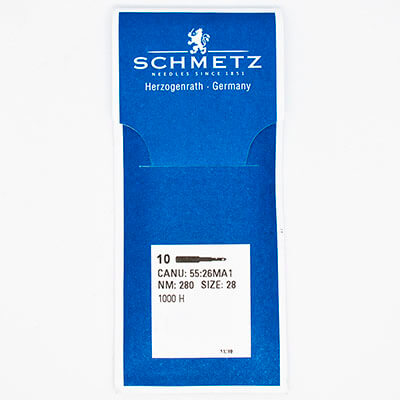 SCHMETZ
NEEDLES SINCE 1851
Herzogenrath · Germany
10
CANU: 55:26MA1
NM: 280 SIZE: 28
1000 H